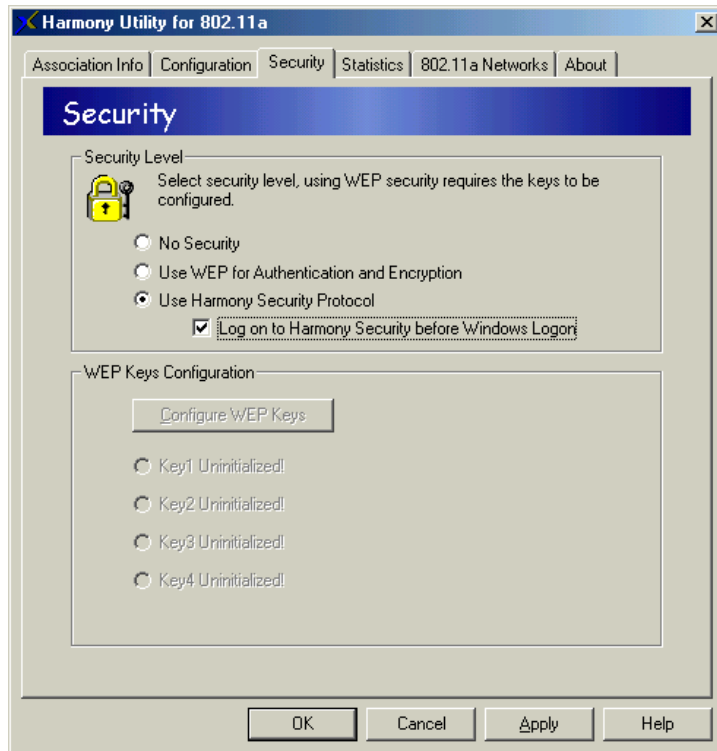 Harmony Utility for 802.11a
Association Info
Configuration
Security
Statistics
802.11a Networks
About
Security
Security Level
Select security level, using WEP security requires the keys to be
configured.
No Security
Use WEP for Authentication and Encryption
Use Harmony Security Protocol
Log on to Harmony Security before Windows Logon
WEP Keys Configuration
Configure WEP Keys
Key1 Uninitialized!
Key2 Uninitialized!
Key3 Uninitialized!
Key4 Uninitialized!
OK
Cancel
Apply
Help